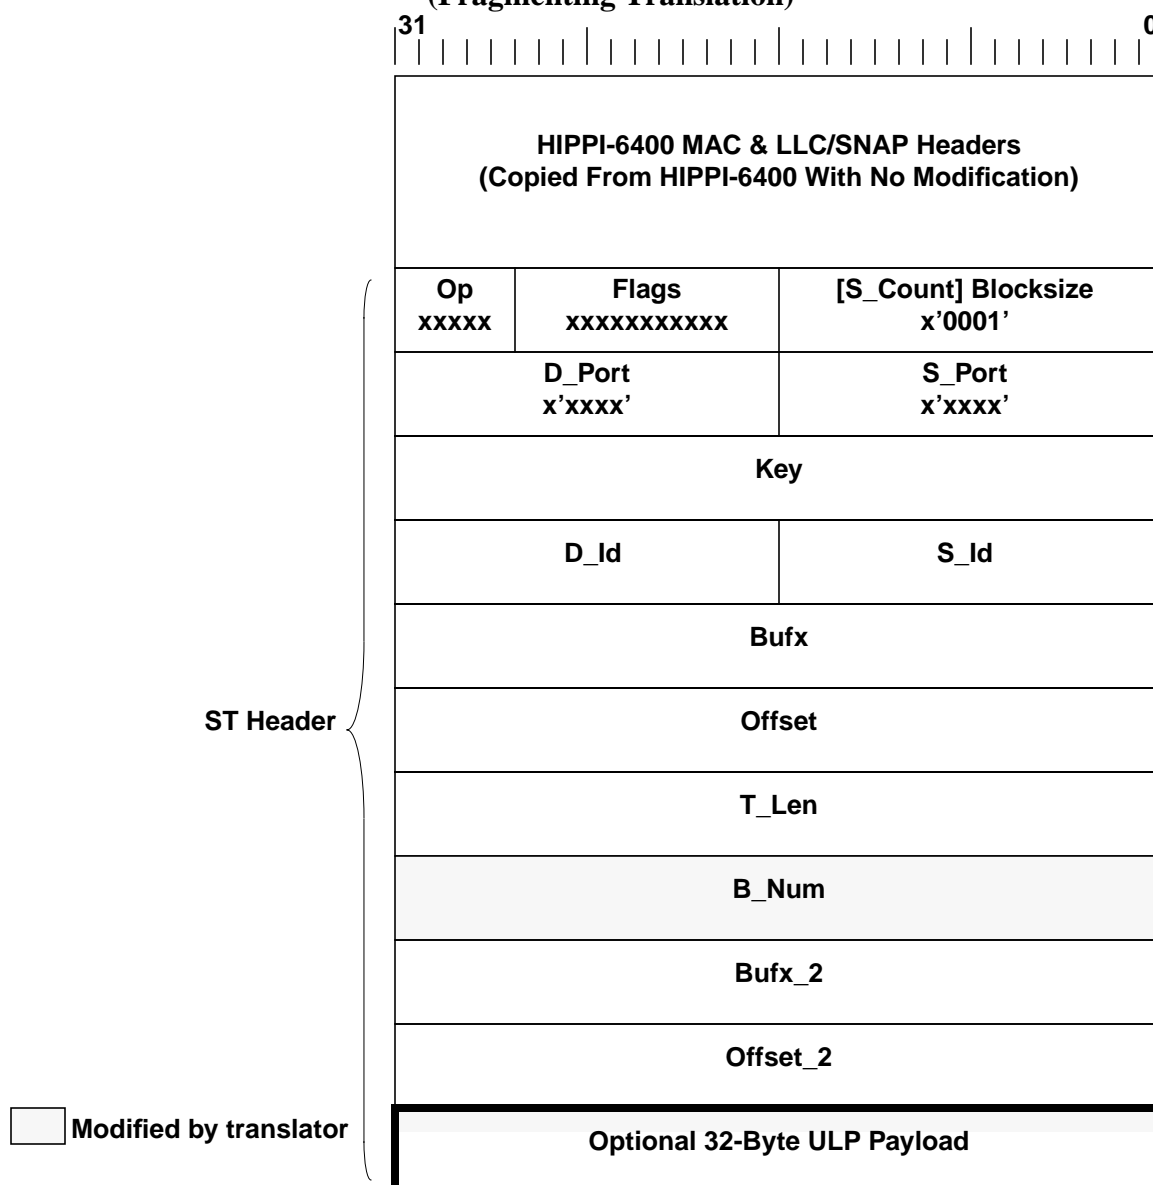 (Fragmenting Translation)
31 0
HIPPI-6400 MAC & LLC/SNAP Headers
(Copied From HIPPI-6400 With No Modification)
Op Flags [S_Count] Blocksize
xxxxx xxxxxxxxxxx x’0001’
D_Port S_Port
x’xxxx’ x’xxxx’
Key
D_Id S_Id
Bufx
ST Header Offset
T_Len
B_Num
Bufx_2
Offset_2
Modified by translator Optional 32-Byte ULP Payload